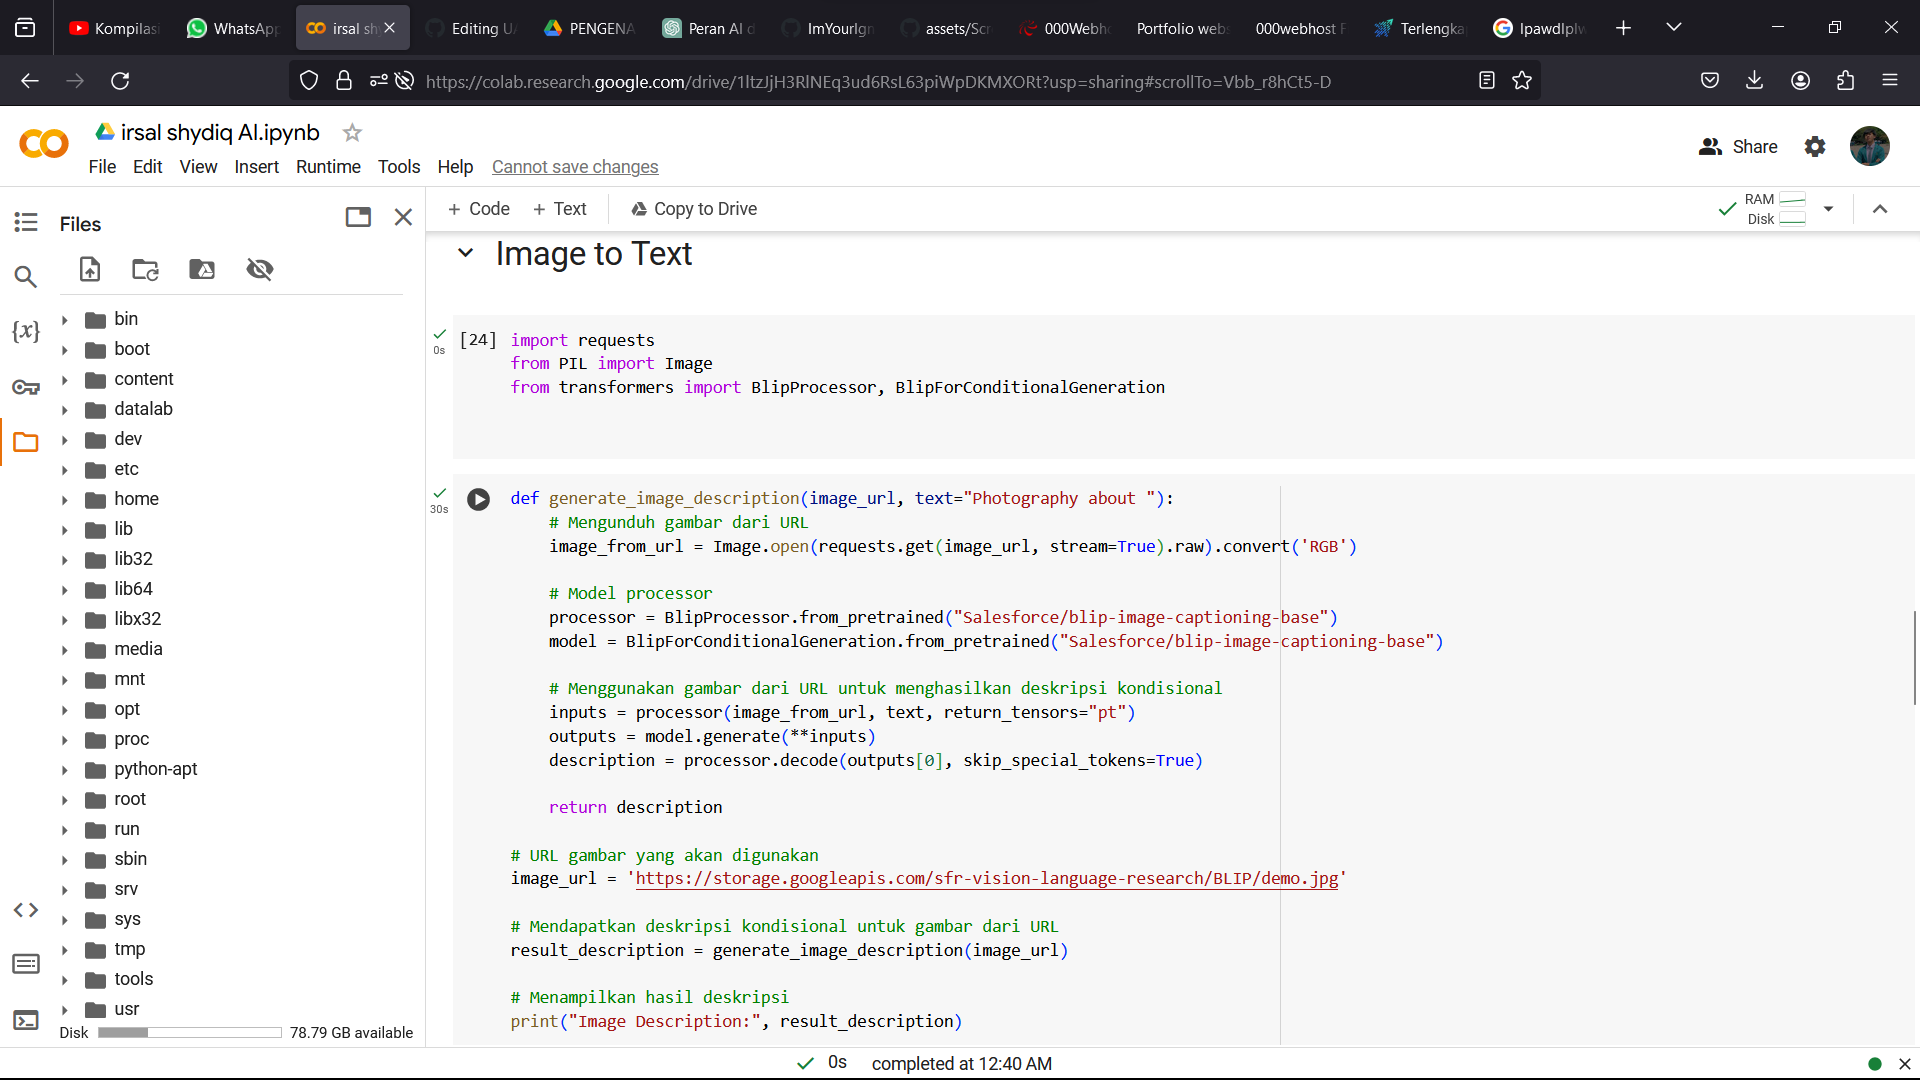 Kompilasi
WhatsApp
irsal sh
Editing U
PENGENA
Peran AI d
ImYourIgn
assets/Scr
000Webh
Portfolio webs
000webhost F
Terlengka
lpawdlplw
https://colab.research.google.com/drive/1ltzJjH3RlNEq3ud6RsL63piWpDKMXORt?usp=sharing#scrollTo=Vbb_r8hCt5-D
irsal shydiq AI.ipynb
File Edit View Insert Runtime Tools Help Cannot save changes
Share
Files
+ Code + Text Copy to Drive
RAM
Disk
bin
boot
content
datalab
dev
etc
home
lib
lib32
lib64
libx32
media
mnt
opt
proc
python-apt
root
run
sbin
srv
sys
tmp
tools
usr
Disk 78.79 GB available
Image to Text
[24]
0s
import requests
from PIL import Image
from transformers import BlipProcessor, BlipForConditionalGeneration
30s
def generate_image_description(image_url, text="Photography about "):
# Mengunduh gambar dari URL
image_from_url = Image.open(requests.get(image_url, stream=True).raw).convert('RGB')
# Model processor
processor = BlipProcessor.from_pretrained("Salesforce/blip-image-captioning-base")
model = BlipForConditionalGeneration.from_pretrained("Salesforce/blip-image-captioning-base")
# Menggunakan gambar dari URL untuk menghasilkan deskripsi kondisional
inputs = processor(image_from_url, text, return_tensors="pt")
outputs = model.generate(**inputs)
description = processor.decode(outputs[0], skip_special_tokens=True)
return description
# URL gambar yang akan digunakan
image_url = 'https://storage.googleapis.com/sfr-vision-language-research/BLIP/demo.jpg'
# Mendapatkan deskripsi kondisional untuk gambar dari URL
result_description = generate_image_description(image_url)
# Menampilkan hasil deskripsi
print("Image Description:", result_description)
0s completed at 12:40 AM